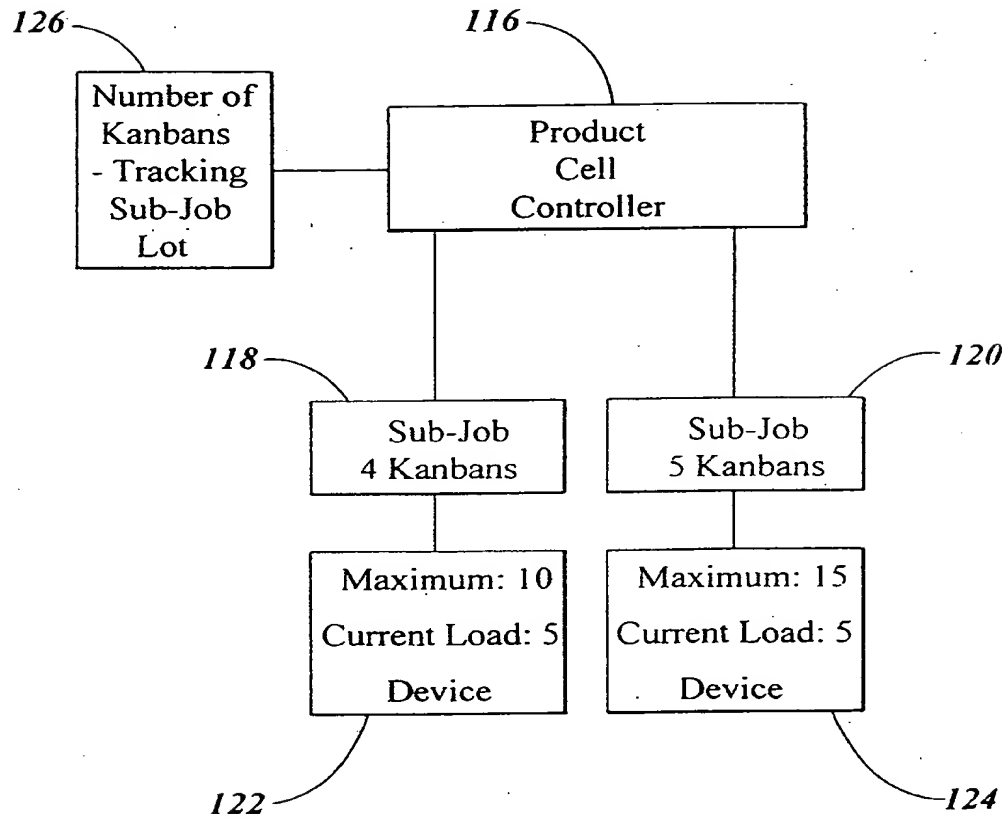 126
116
Number of
Kanbans
- Tracking
Sub-Job
Lot
Product
Cell
Controller
118
120
Sub-Job
4 Kanbans
Sub-Job
5 Kanbans
Maximum: 10
Current Load: 5
Device
Maximum: 15
Current Load: 5
Device
122
124